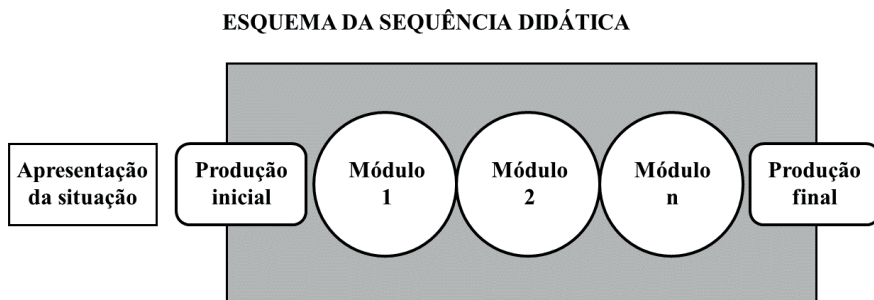 ESQUEMA DA SEQUÊNCIA DIDÁTICA
Apresentação
da situação
Produção
inicial
Módulo
1
Módulo
2
Módulo
n
Produção
final